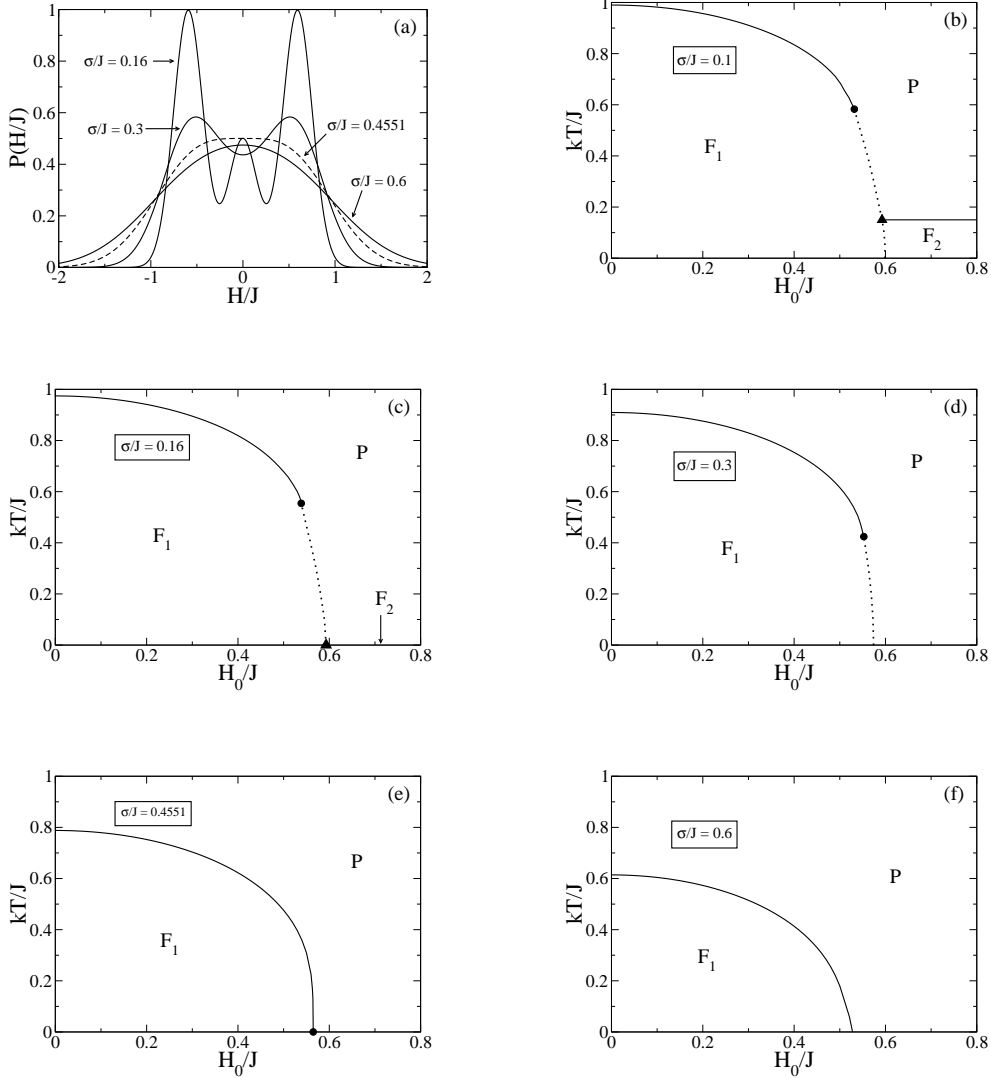 (a)
σ/J = 0.16
σ/J = 0.3
σ/J = 0.4551
σ/J = 0.6
P(H/J)
1
0.8
0.6
0.4
0.2
0
-2
-1
0
1
2
H/J
(b)
σ/J = 0.1
P
F1
F2
kT/J
1
0.8
0.6
0.4
0.2
0
0
0.2
0.4
0.6
0.8
H0/J
(c)
σ/J = 0.16
P
F1
F2
kT/J
1
0.8
0.6
0.4
0.2
0
0
0.2
0.4
0.6
0.8
H0/J
(d)
σ/J = 0.3
P
F1
kT/J
1
0.8
0.6
0.4
0.2
0
0
0.2
0.4
0.6
0.8
H0/J
(e)
σ/J = 0.4551
P
F1
kT/J
1
0.8
0.6
0.4
0.2
0
0
0.2
0.4
0.6
0.8
H0/J
(f)
σ/J = 0.6
P
F1
kT/J
1
0.8
0.6
0.4
0.2
0
0
0.2
0.4
0.6
0.8
H0/J